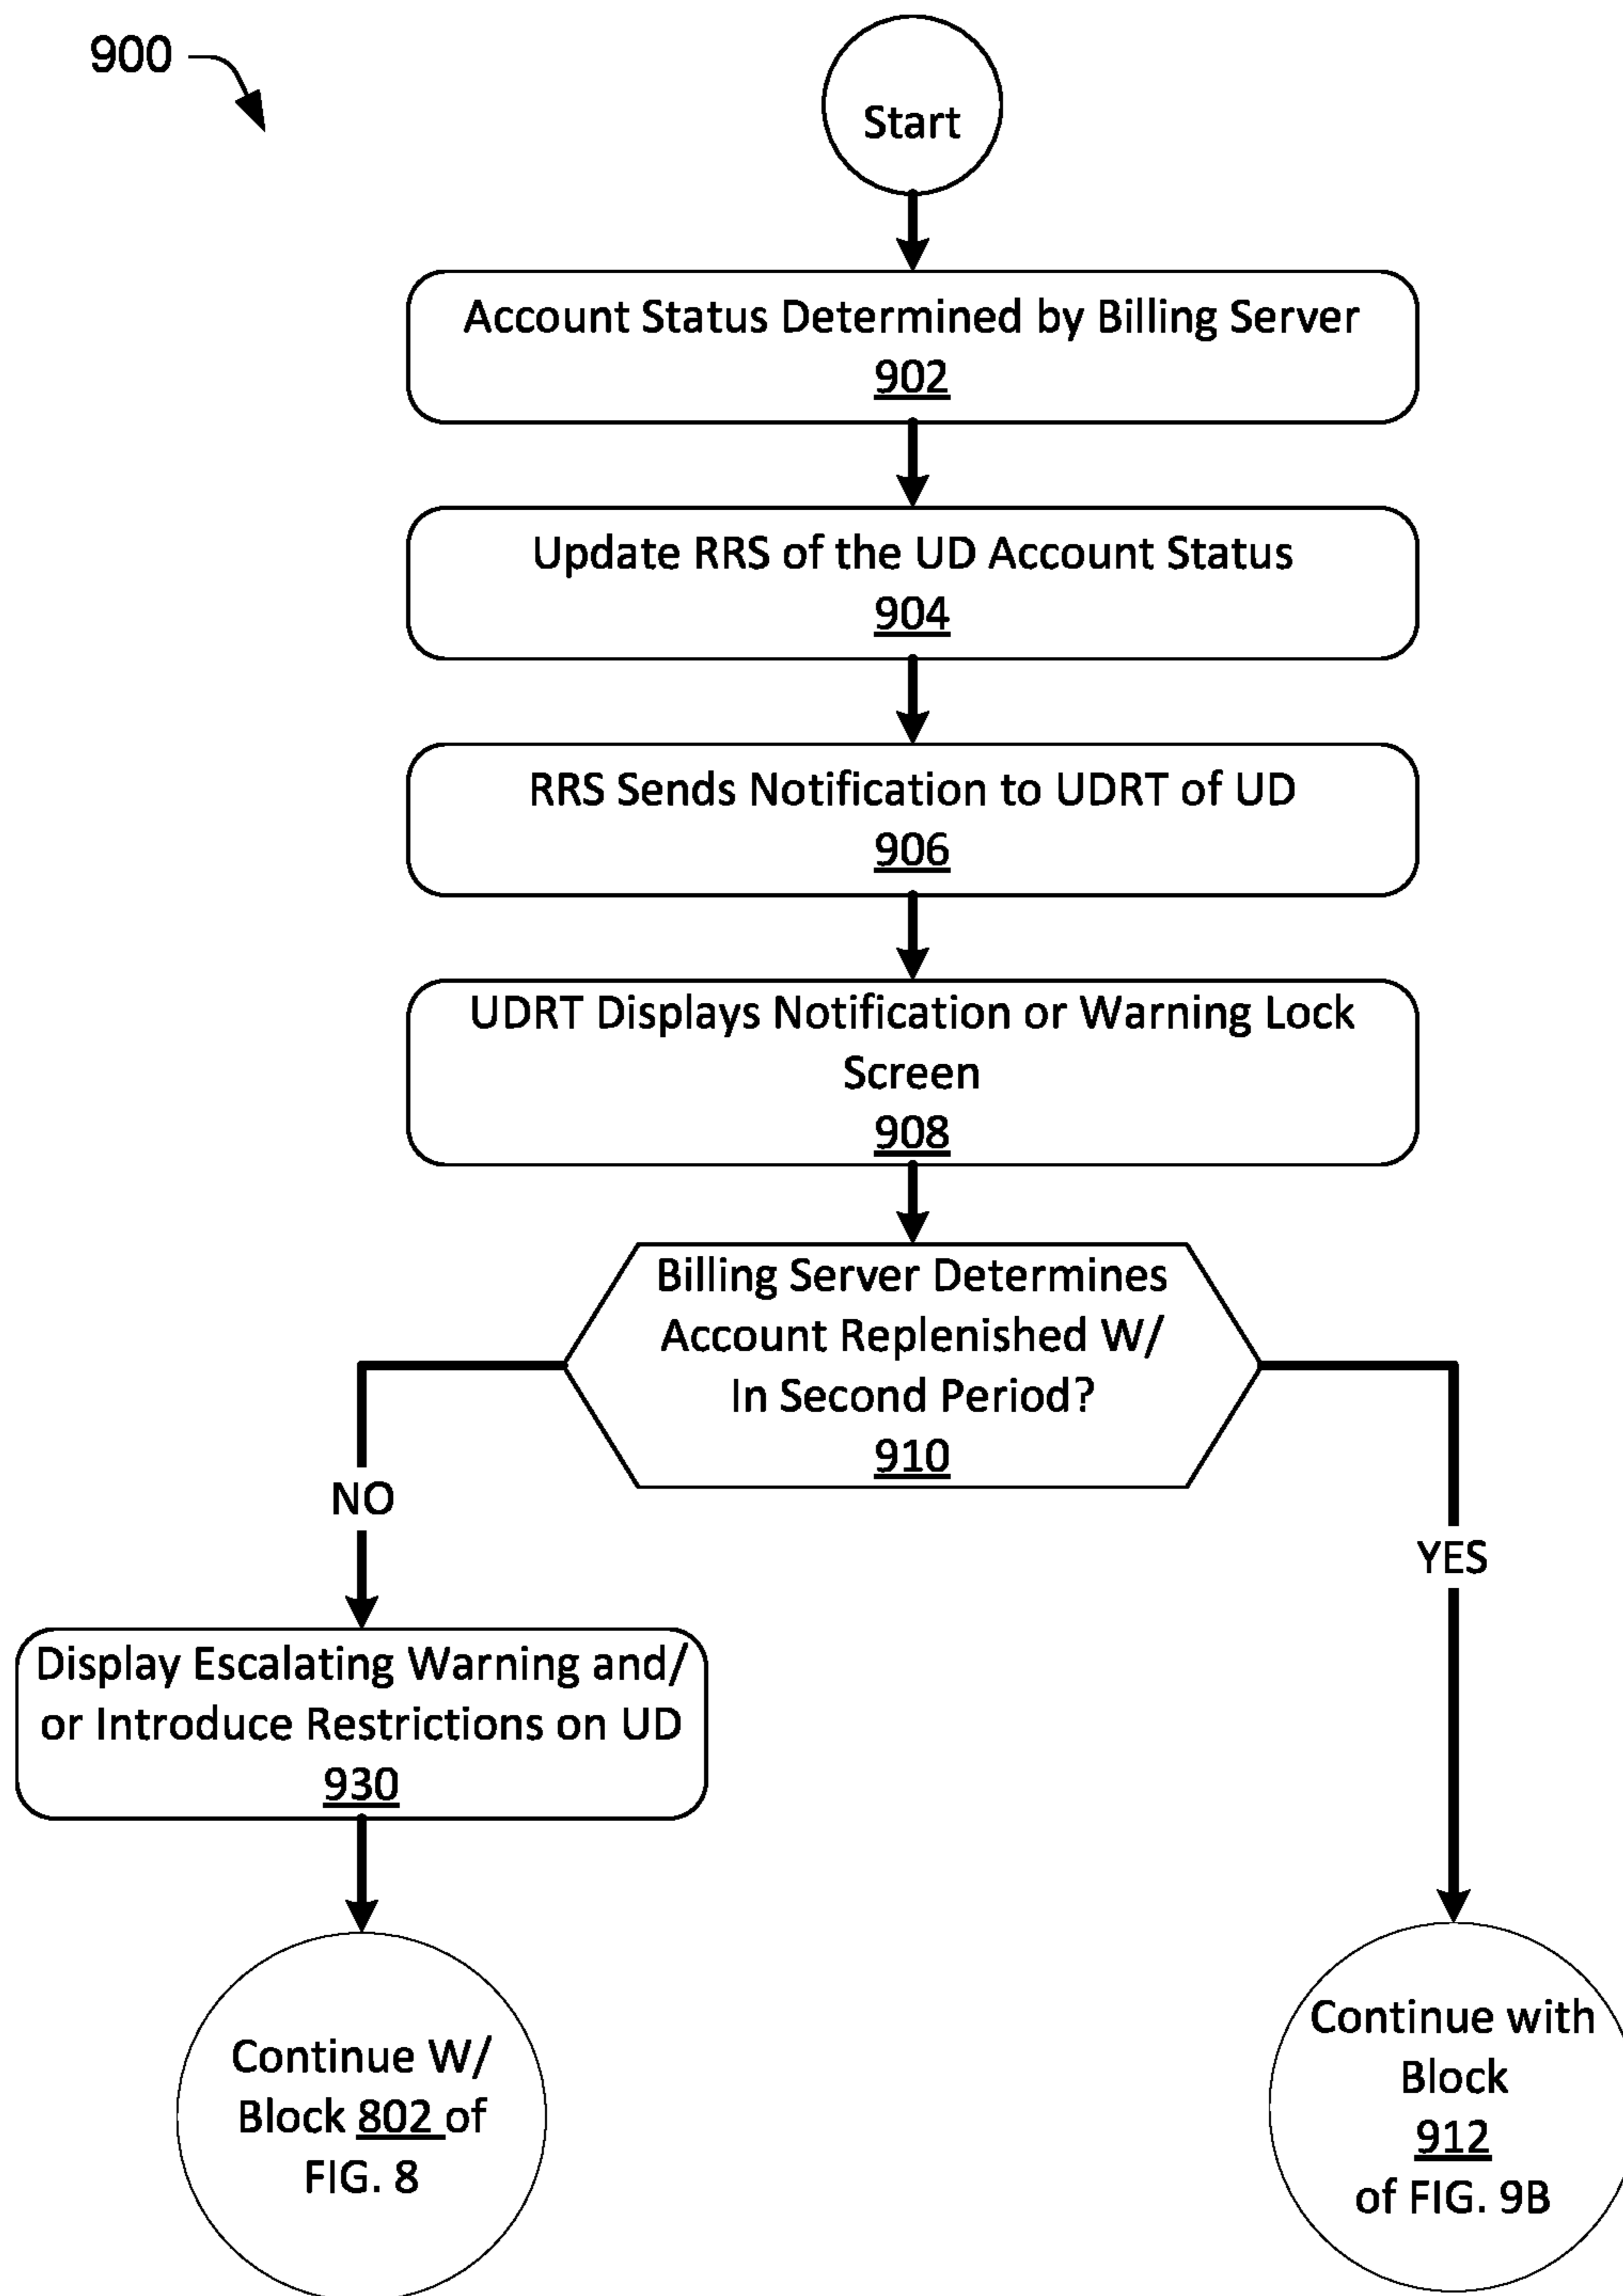 900
Start
Account Status Determined by Billing Server
902
Update RRS of the UD Account Status
904
RRS Sends Notification to UDRT of UD
906
UDRT Displays Notification or Warning Lock
Screen
908
Billing Server Determines
Account Replenished W/
In Second Period?
910
NO
YES
Display Escalating Warning and/
or Introduce Restrictions on UD
930
Continue W/
Block 802 of
FIG. 8
Continue with
Block
912
of FIG. 9B